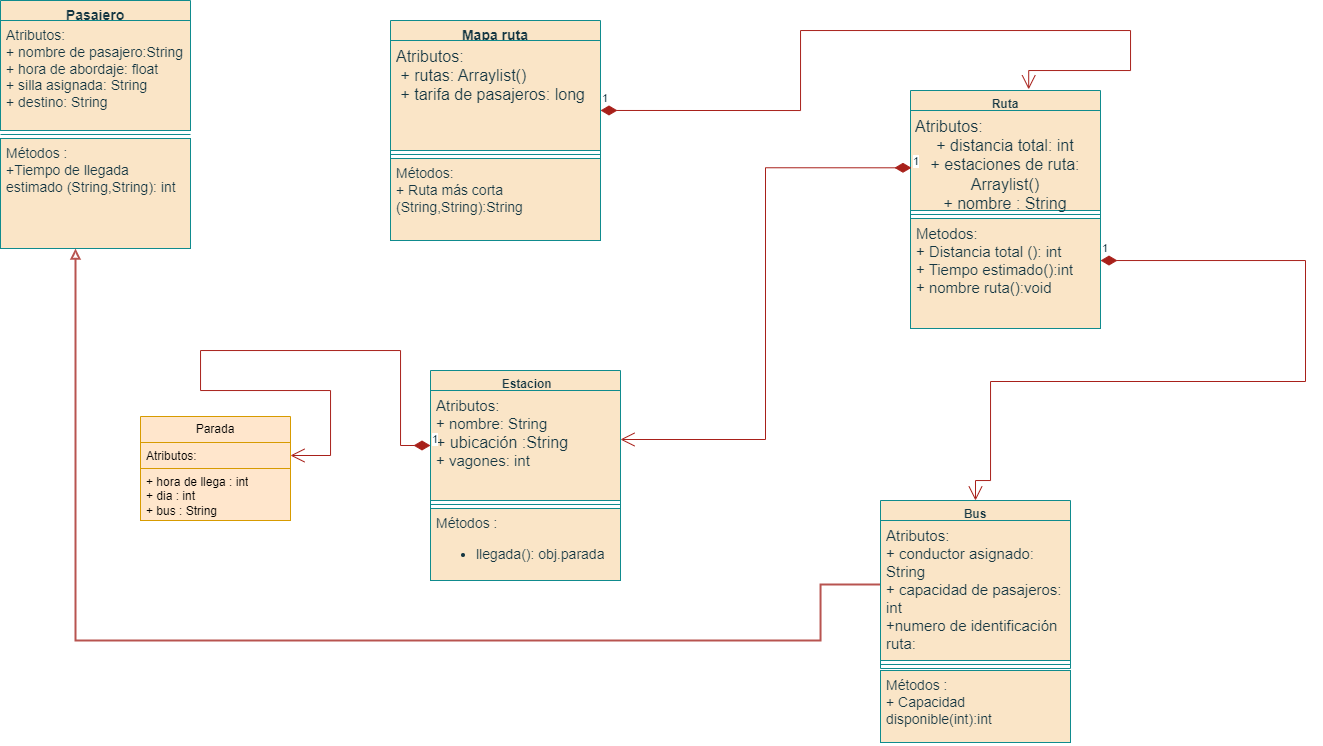 Pasajero
Atributos:
+ nombre de pasajero:String
+ hora de abordaje: float
+ silla asignada: String
+ destino: String
Métodos :
+Tiempo de llegada
estimado (String,String): int
Mapa ruta
Atributos:
+ rutas: Arraylist()
+ tarifa de pasajeros: long
1
Métodos:
+ Ruta más corta
(String,String):String
Ruta
Atributos:
+ distancia total: int
1
+ estaciones de ruta:
Arraylist()
+ nombre : String
Metodos:
+ Distancia total (): int
+ Tiempo estimado():int
+ nombre ruta():void
1
Estacion
Atributos:
+ nombre: String
1
+ ubicación :String
+ vagones: int
Métodos :
• llegada(): obj.parada
Parada
Atributos:
+ hora de llega : int
+ dia : int
+ bus : String
Bus
Atributos:
+ conductor asignado:
String
+ capacidad de pasajeros:
int
+numero de identificación
ruta:
Métodos :
+ Capacidad
disponible(int):int